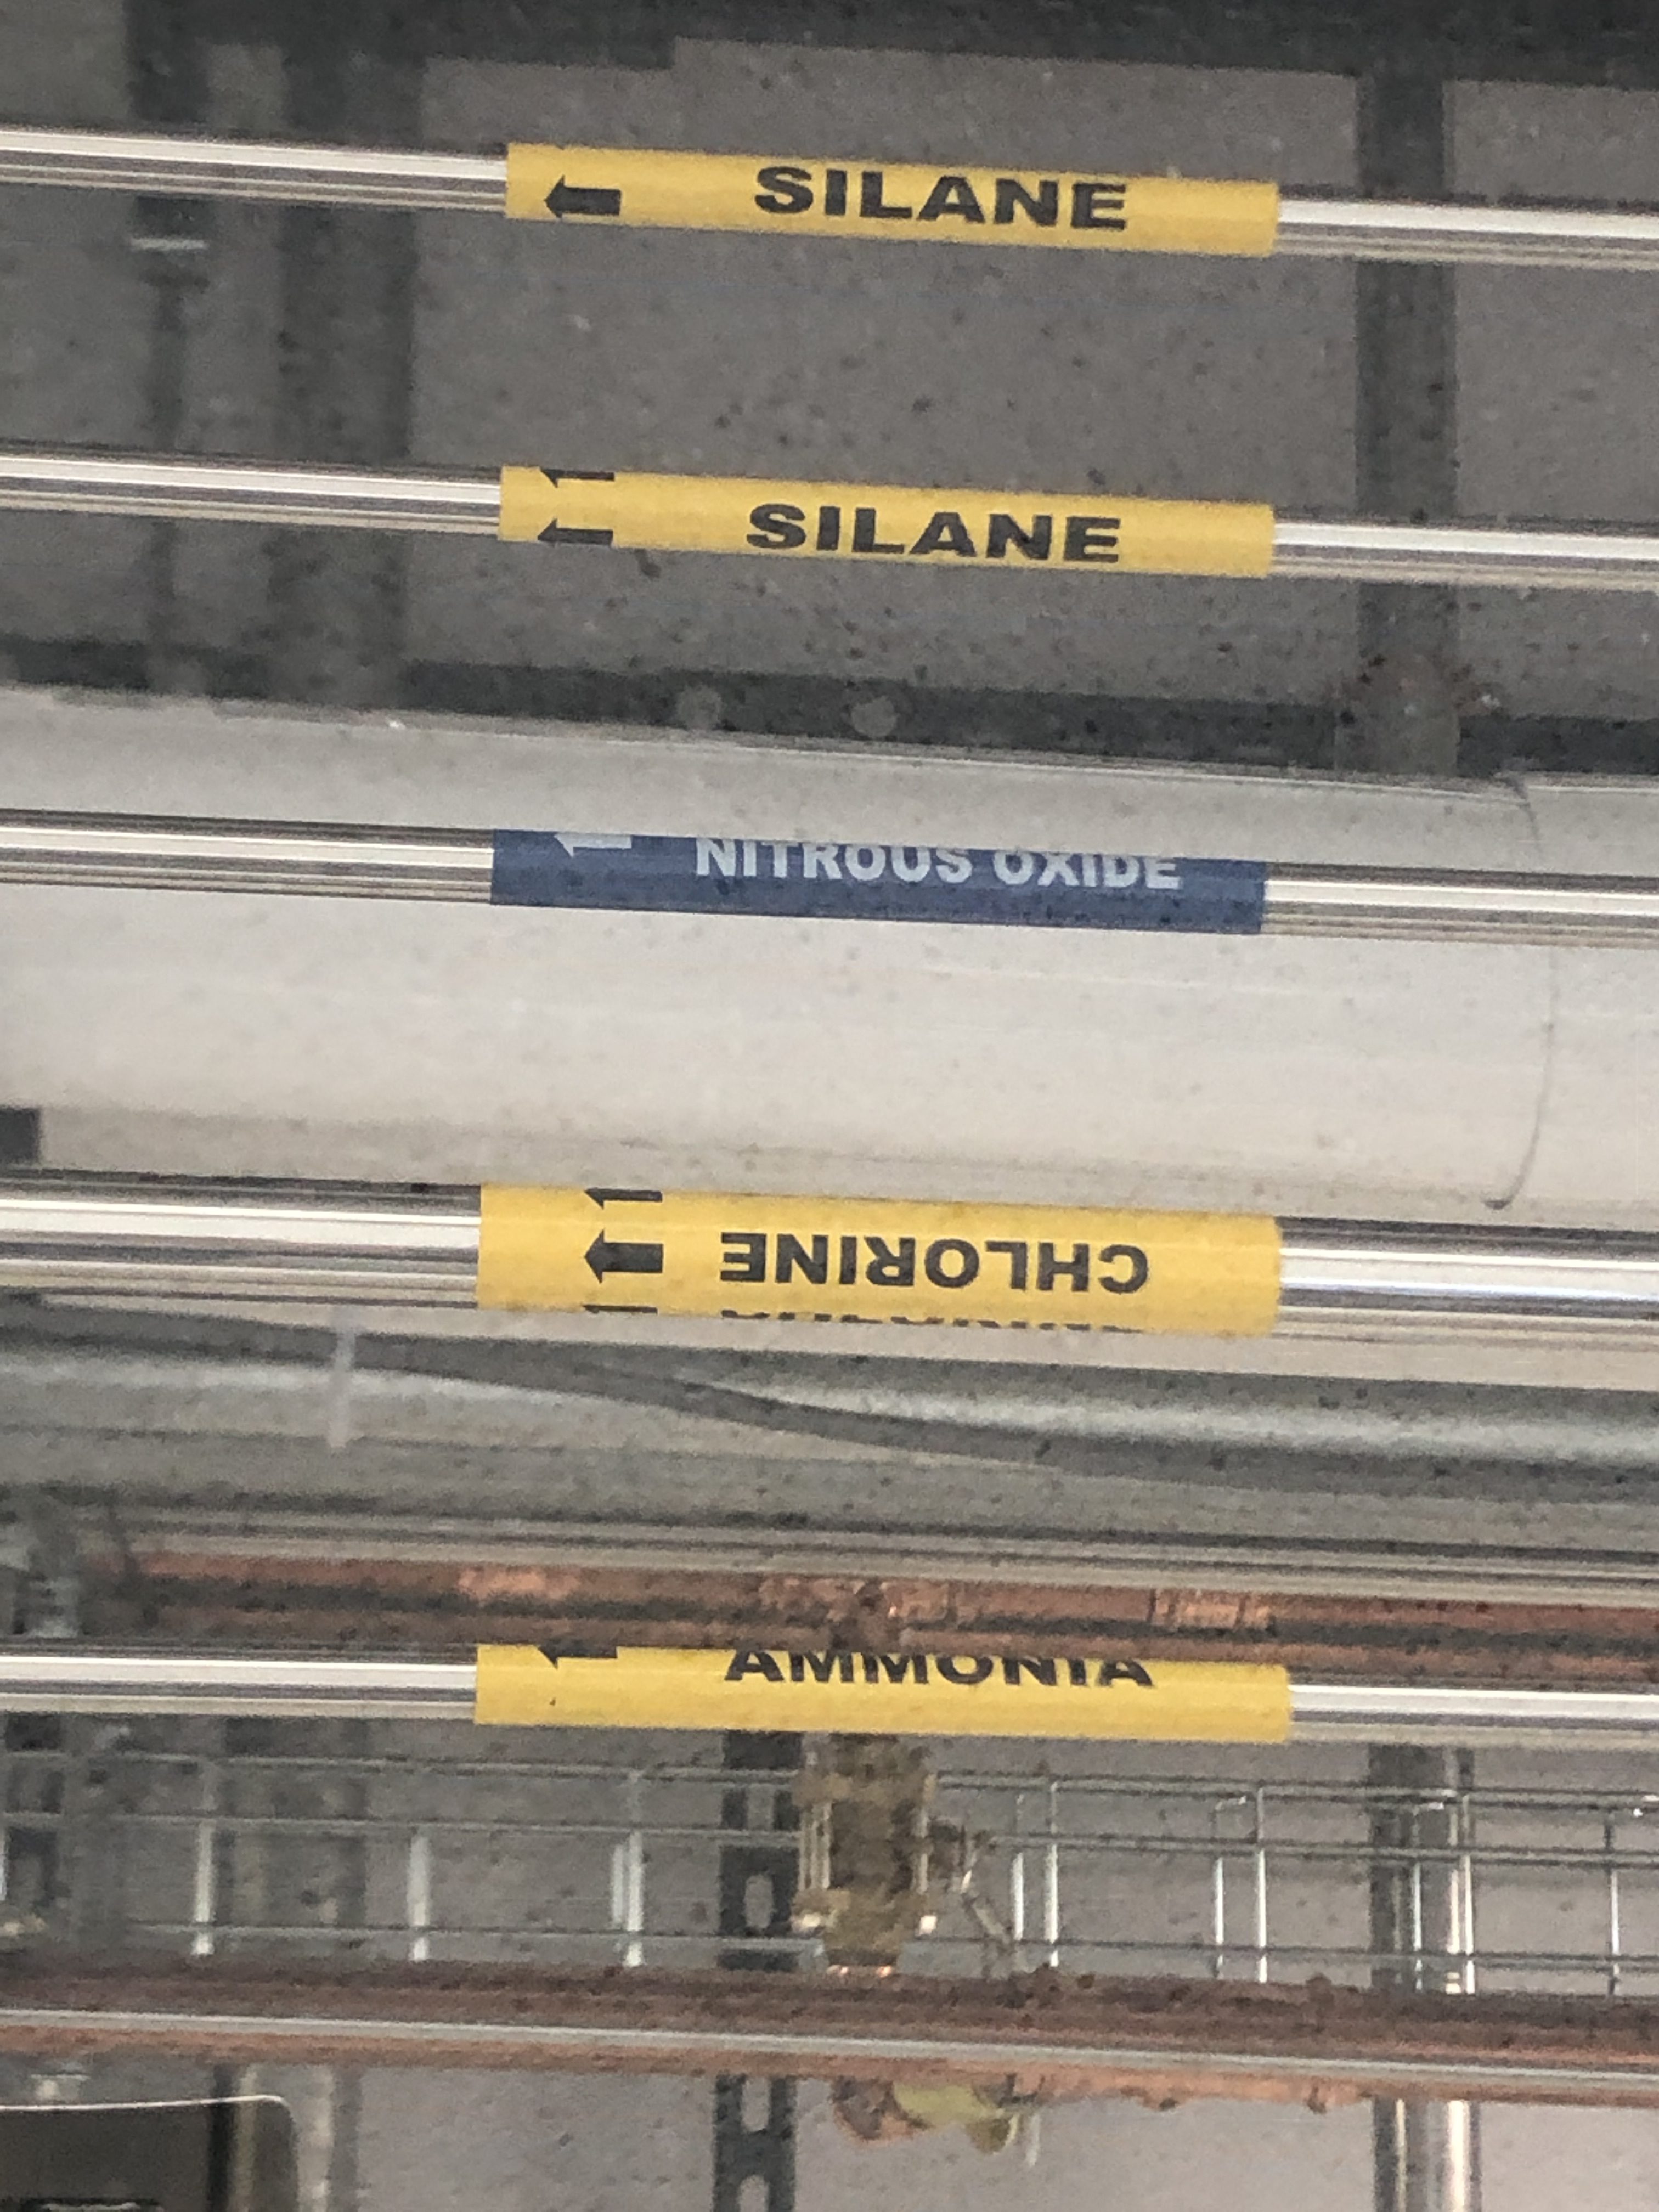 SILANE
SILANE
NITROUS OXIDE
CHLORINE
AMMONIA